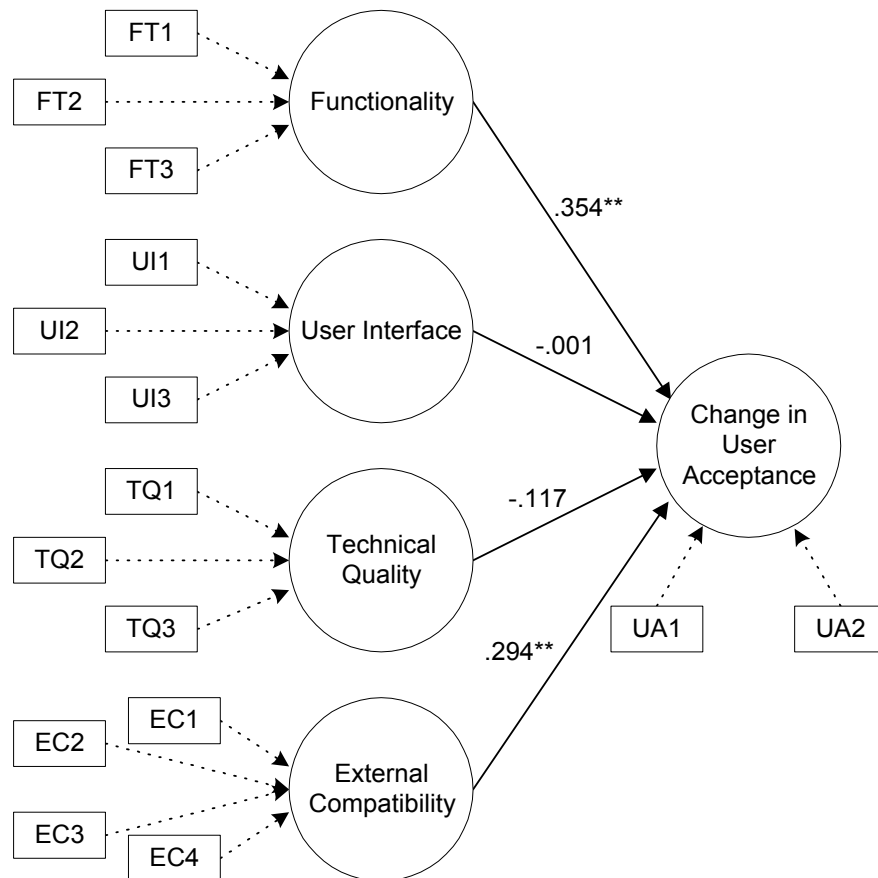 FT1
FT2
FT3
Functionality
.354**
UI1
UI2
UI3
User Interface
-.001
Change in
User
Acceptance
TQ1
TQ2
TQ3
Technical
Quality
-.117
UA1
UA2
.294**
EC1
EC2
EC3
EC4
External
Compatibility